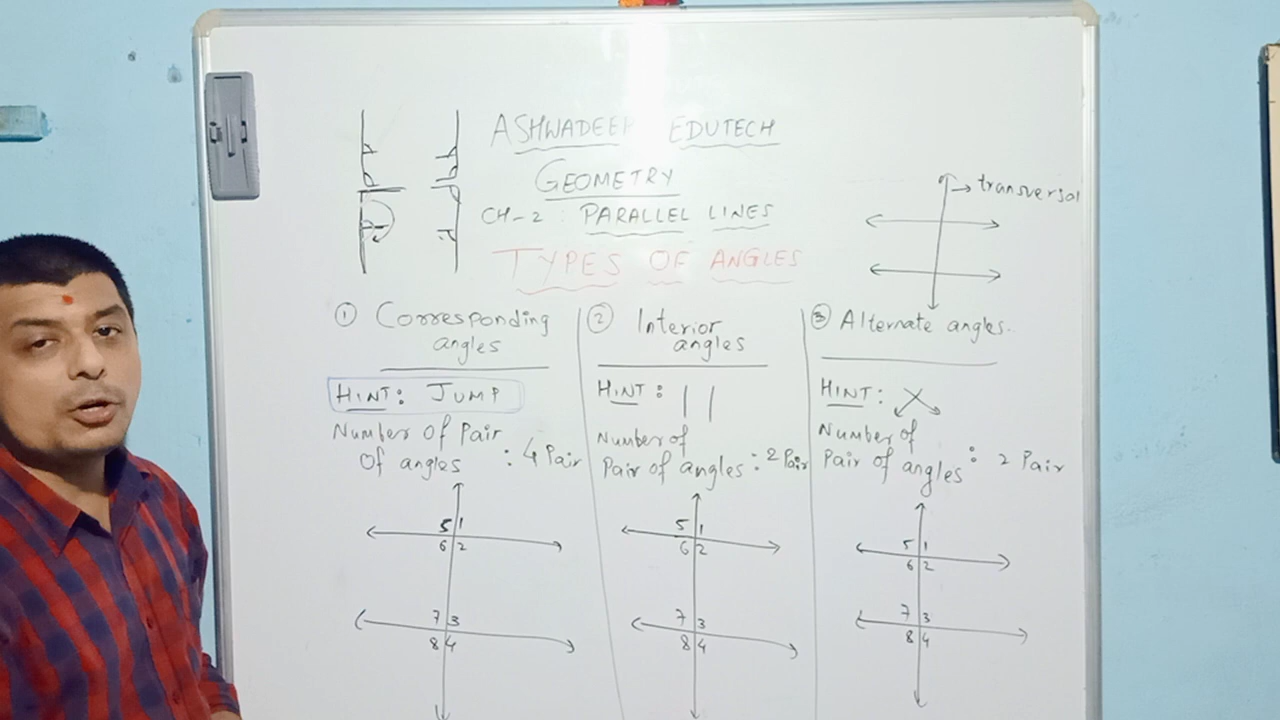 ASHWADEEP EDUTECH
GEOMETRY
CH-2 : PARALLEL LINES
TYPES OF ANGLES
transversal
① Corresponding
angles
HINT: JUMP
Number of Pair
Of angles : 4 Pair
5 1
6 2
7 3
8 4
② Interior
angles
HINT :
Number of
Pair of angles : 2 Pair
5 1
6 2
7 3
8 4
③ Alternate angles.
HINT :
Number of
Pair of angles : 2 Pair
5 1
6 2
7 3
8 4